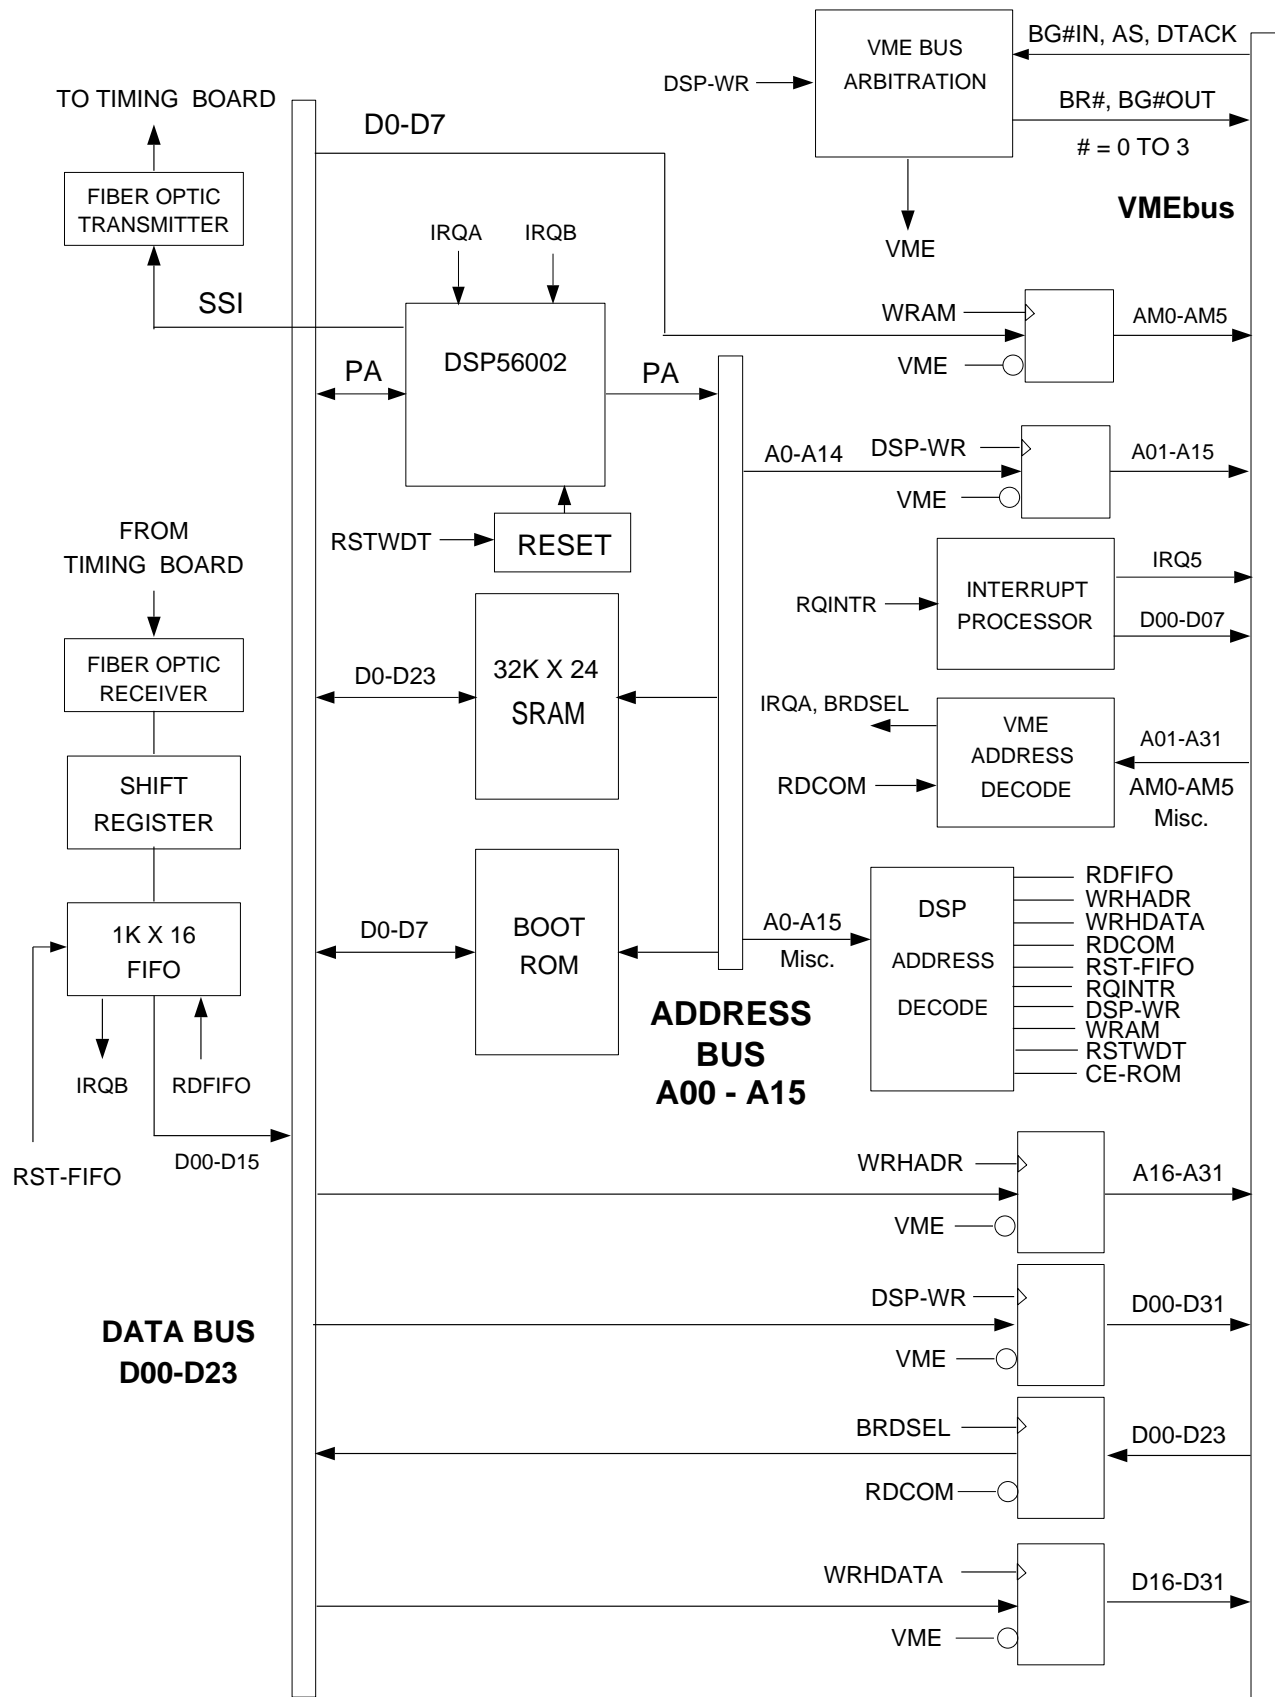 BG#IN, AS, DTACK
VME BUS
ARBITRATION
DSP-WR
BR#, BG#OUT
# = 0 TO 3
VMEbus
VME
TO TIMING BOARD
D0-D7
FIBER OPTIC
TRANSMITTER
IRQA
IRQB
SSI
DSP56002
PA
PA
WRAM
AM0-AM5
VME
A0-A14
DSP-WR
A01-A15
VME
RSTWDT
RESET
FROM
TIMING BOARD
IRQ5
INTERRUPT
PROCESSOR
RQINTR
D00-D07
FIBER OPTIC
RECEIVER
D0-D23
32K X 24
SRAM
IRQA, BRDSEL
VME
ADDRESS
DECODE
A01-A31
RDCOM
AM0-AM5
Misc.
SHIFT
REGISTER
1K X 16
FIFO
D0-D7
BOOT
ROM
A0-A15
Misc.
DSP
ADDRESS
DECODE
RDFIFO
WRHADR
WRHDATA
RDCOM
RST-FIFO
RQINTR
DSP-WR
WRAM
RSTWDT
CE-ROM
ADDRESS
BUS
A00 - A15
IRQB
RDFIFO
RST-FIFO
D00-D15
WRHADR
A16-A31
VME
DATA BUS
D00-D23
DSP-WR
D00-D31
VME
BRDSEL
D00-D23
RDCOM
WRHDATA
D16-D31
VME